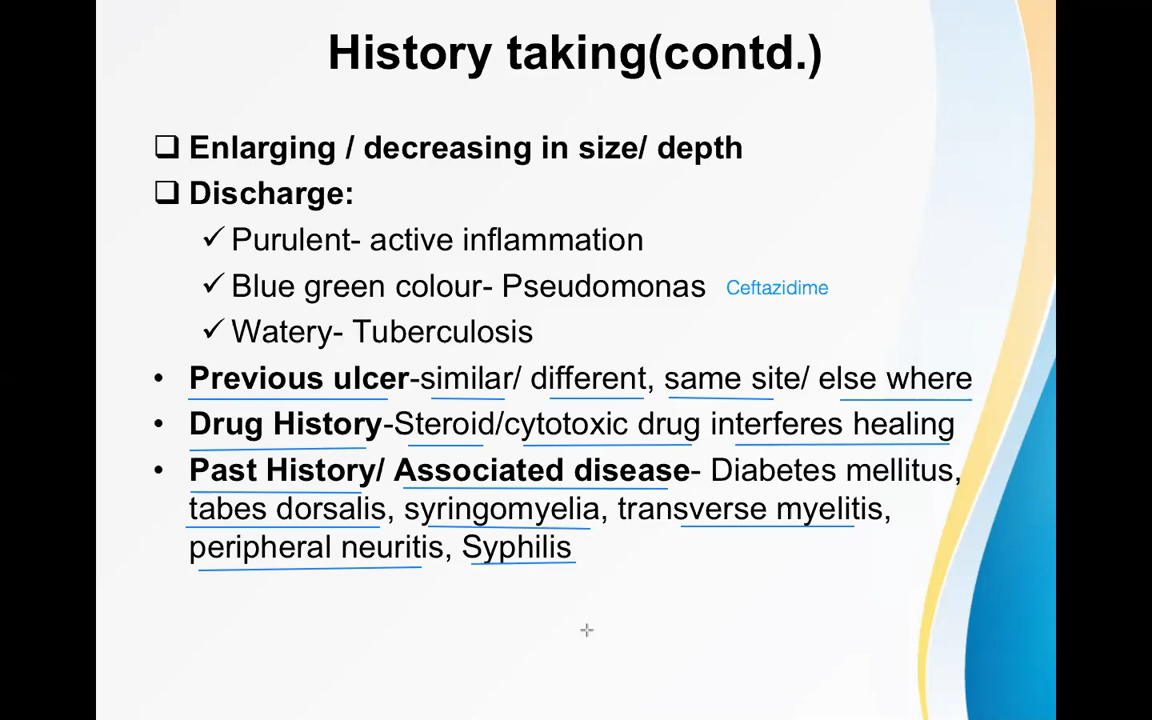 History taking(contd.)
❑ Enlarging / decreasing in size/ depth
❑ Discharge:
✓ Purulent- active inflammation
✓ Blue green colour- Pseudomonas Ceftazidime
✓ Watery- Tuberculosis
• Previous ulcer-similar/ different, same site/ else where
• Drug History-Steroid/cytotoxic drug interferes healing
• Past History/ Associated disease- Diabetes mellitus,
tabes dorsalis, syringomyelia, transverse myelitis,
peripheral neuritis, Syphilis